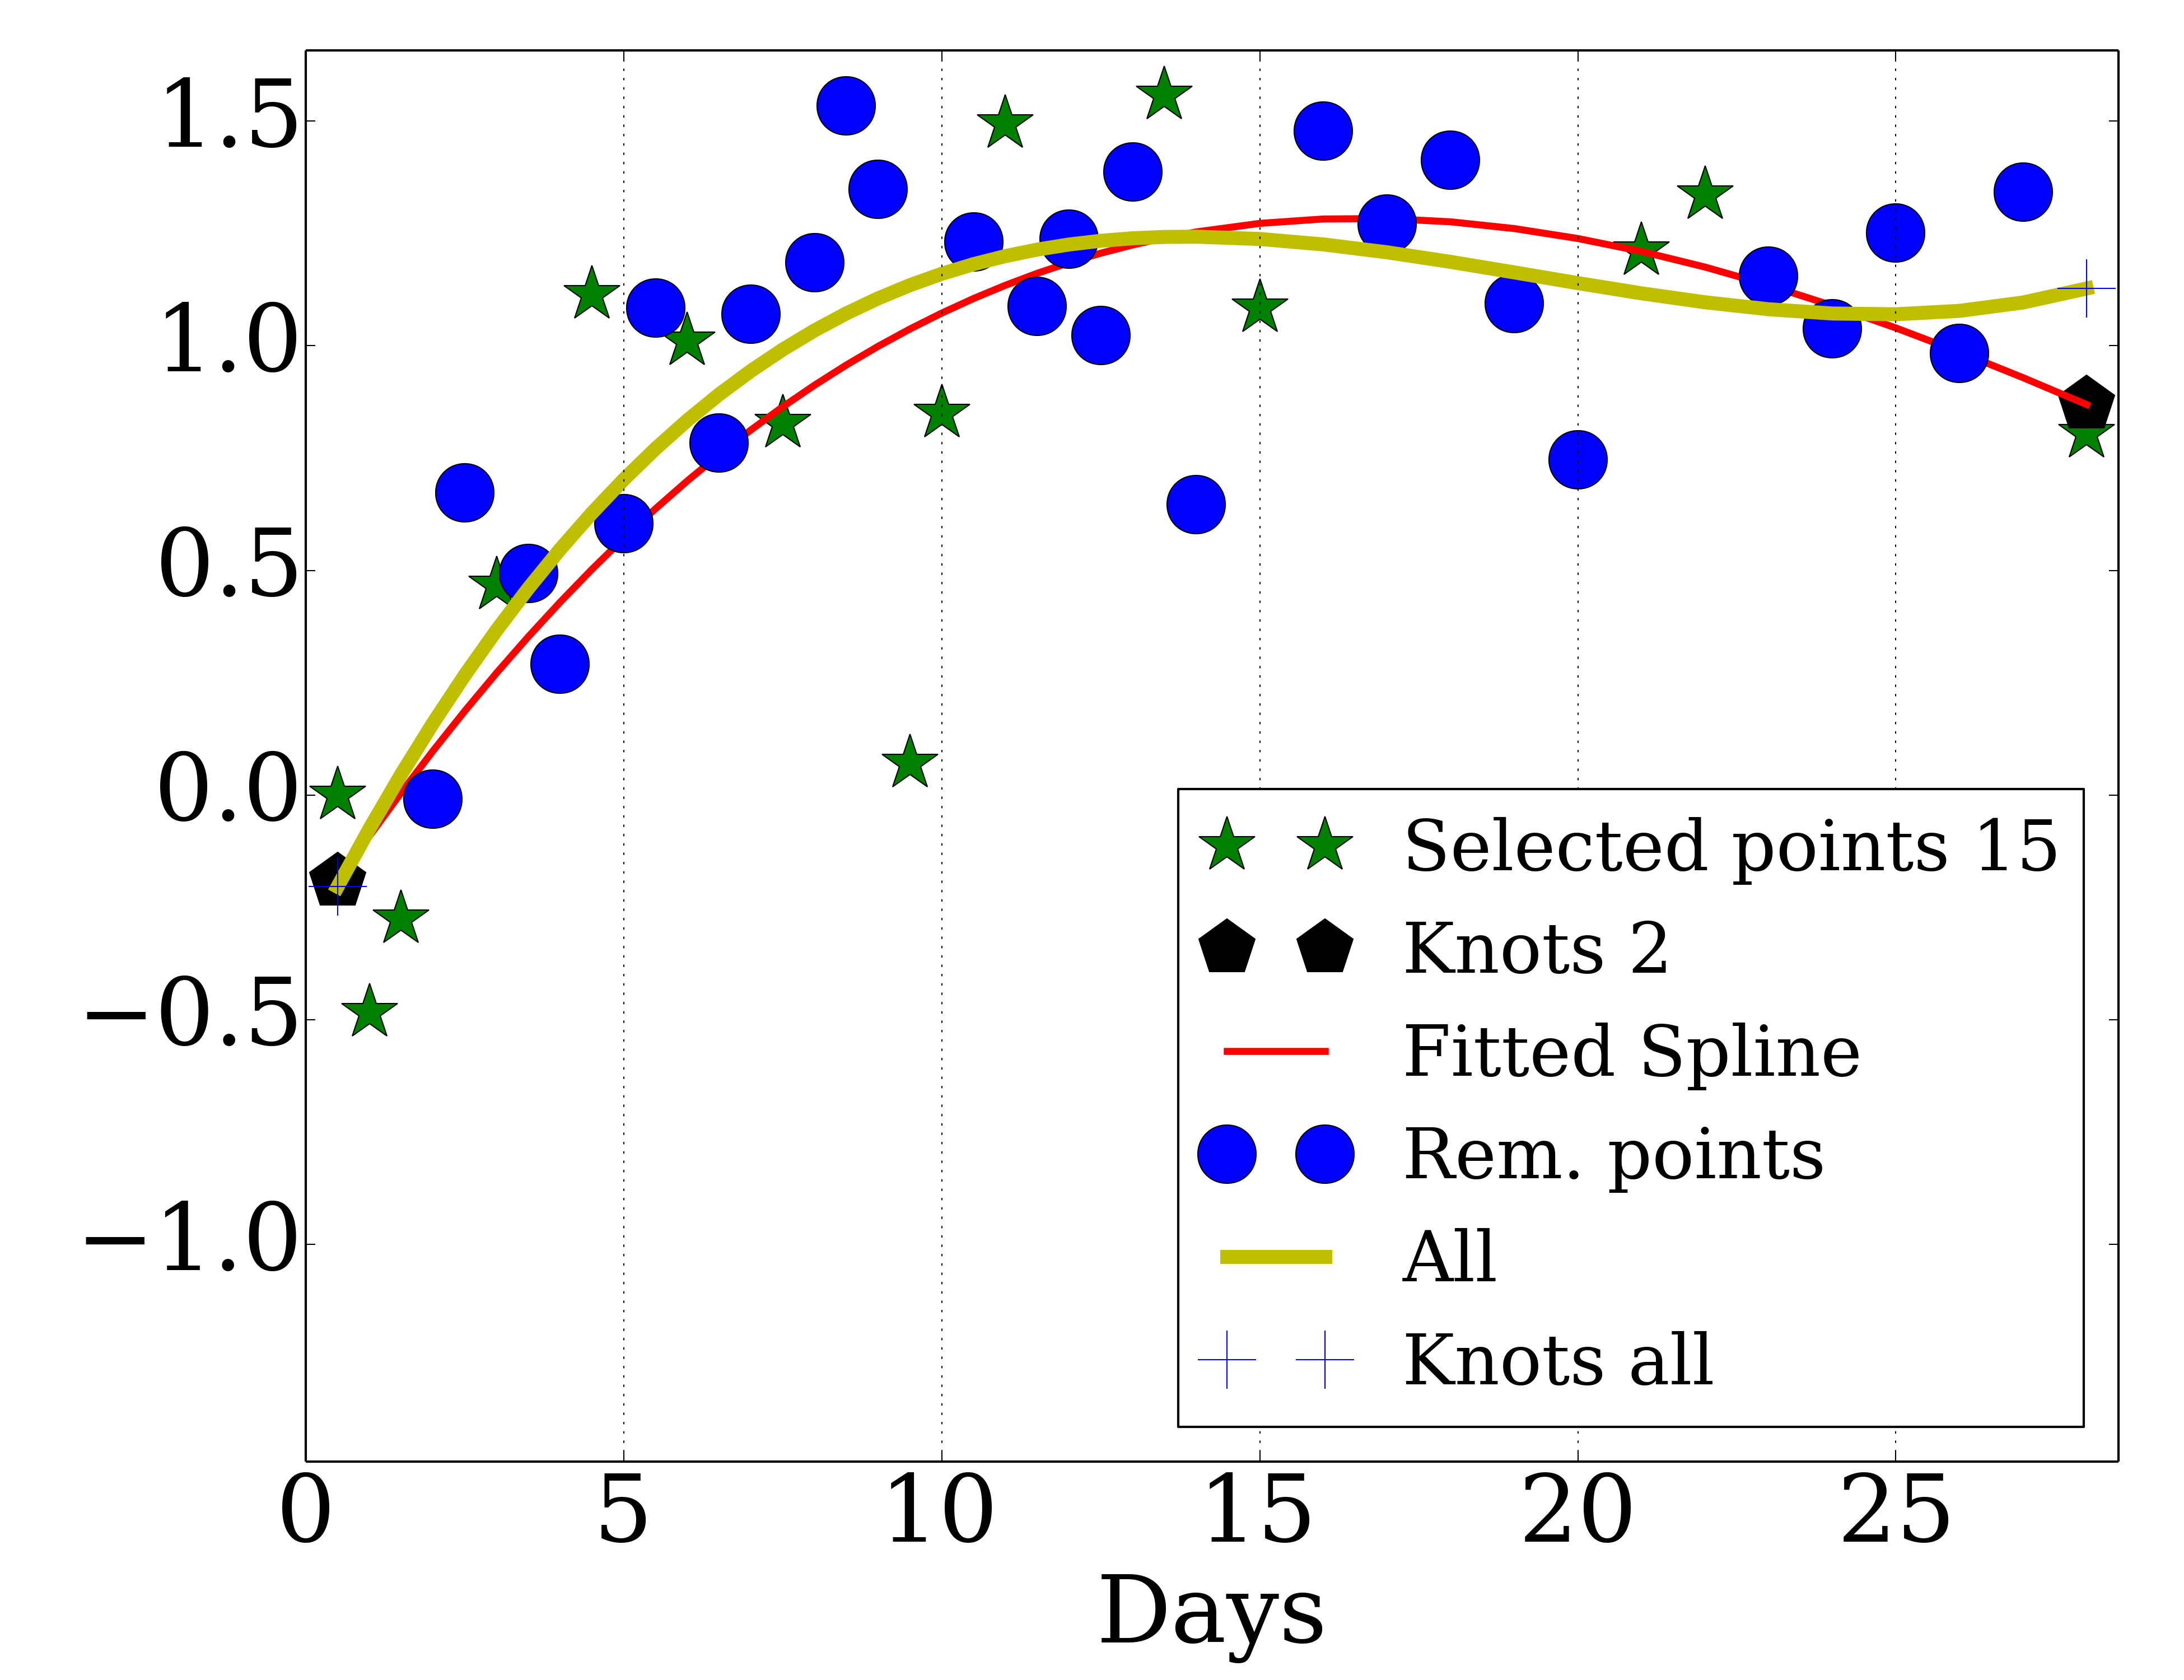 1.5
1.0
0.5
0.0
−0.5
−1.0
Selected points 15
Knots 2
Fitted Spline
Rem. points
All
Knots all
0 5 10 15 20 25
Days